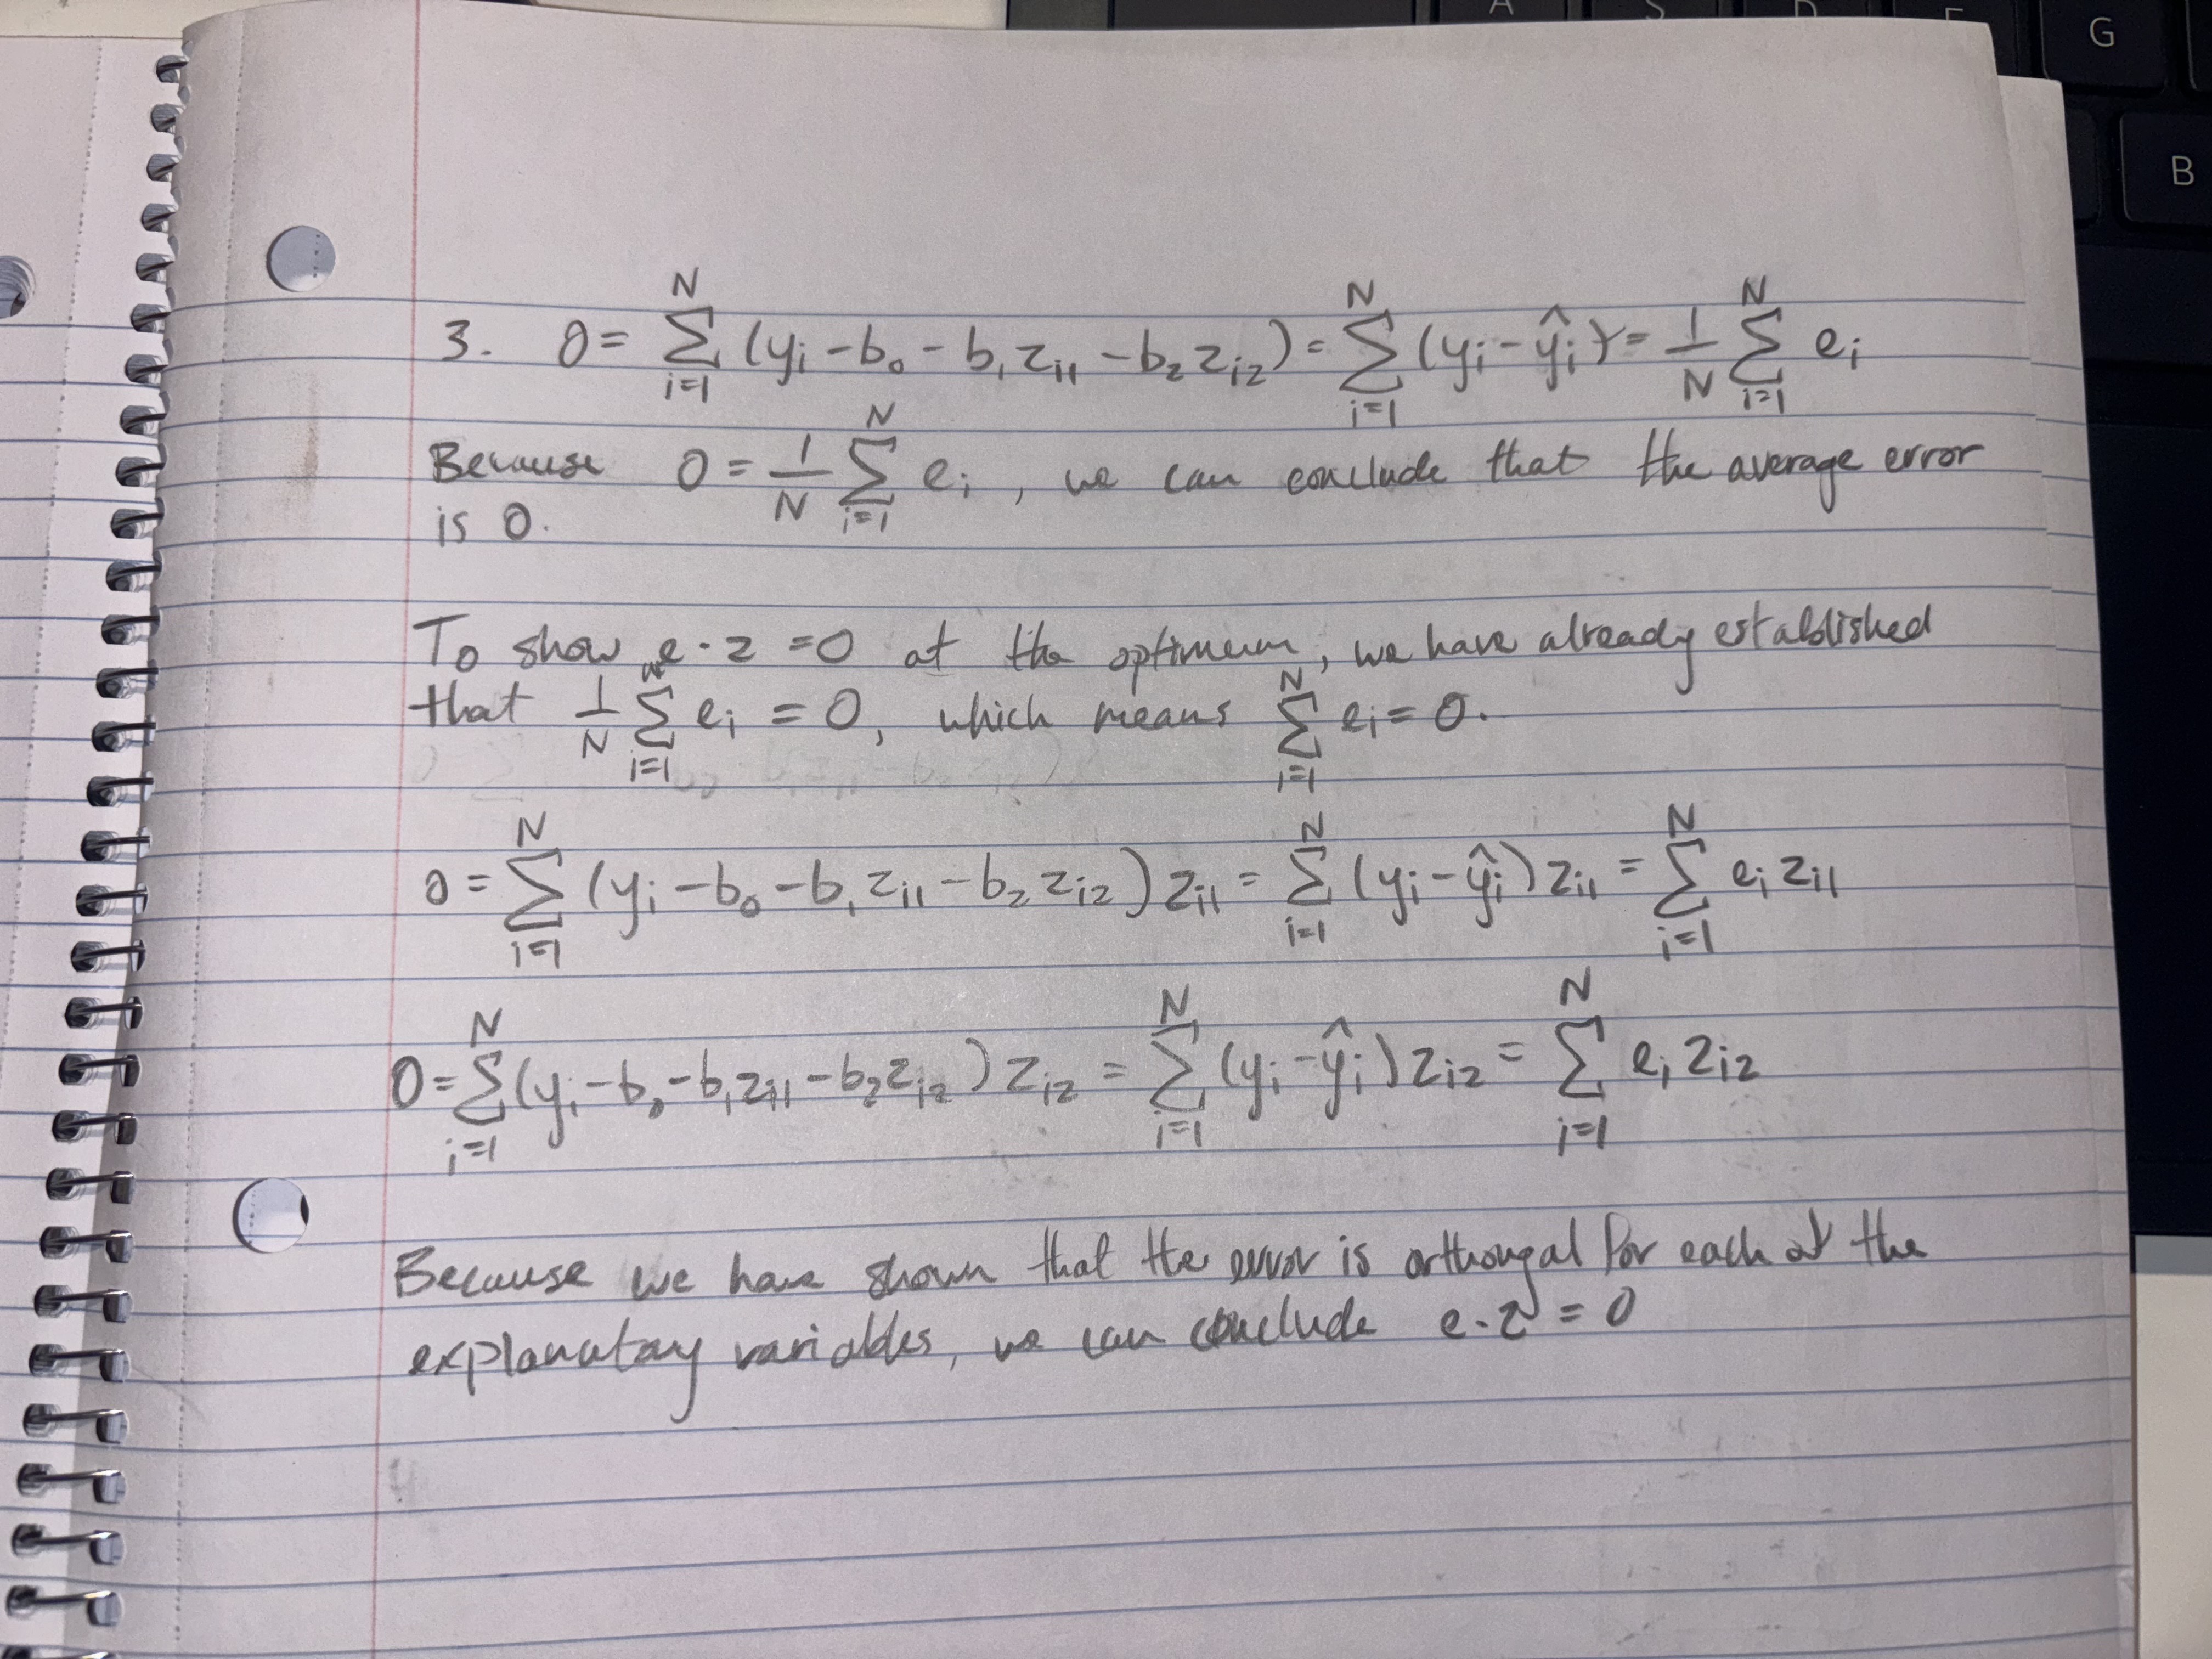 A S D F
G
B
3. 0 = \sum_{i=1}^{N} (y_i - b_0 - b_1 z_{i1} - b_2 z_{i2}) = \sum_{i=1}^{N} (y_i - \hat{y}_i) = \frac{1}{N} \sum_{i=1}^{N} e_i
Because 0 = \frac{1}{N} \sum_{i=1}^{N} e_i, we can conclude that the average error
is 0.
To show e \cdot z = 0 at the optimum, we have already established
that \frac{1}{N} \sum_{i=1}^{N} e_i = 0, which means \sum_{i=1}^{N} e_i = 0.
0 = \sum_{i=1}^{N} (y_i - b_0 - b_1 z_{i1} - b_2 z_{i2}) z_{i1} = \sum_{i=1}^{N} (y_i - \hat{y}_i) z_{i1} = \sum_{i=1}^{N} e_i z_{i1}
0 = \sum_{i=1}^{N} (y_i - b_0 - b_1 z_{i1} - b_2 z_{i2}) z_{i2} = \sum_{i=1}^{N} (y_i - \hat{y}_i) z_{i2} = \sum_{i=1}^{N} e_i z_{i2}
Because we have shown that the error is orthongal for each of the
explanatory variables, we can conclude e \cdot z = 0